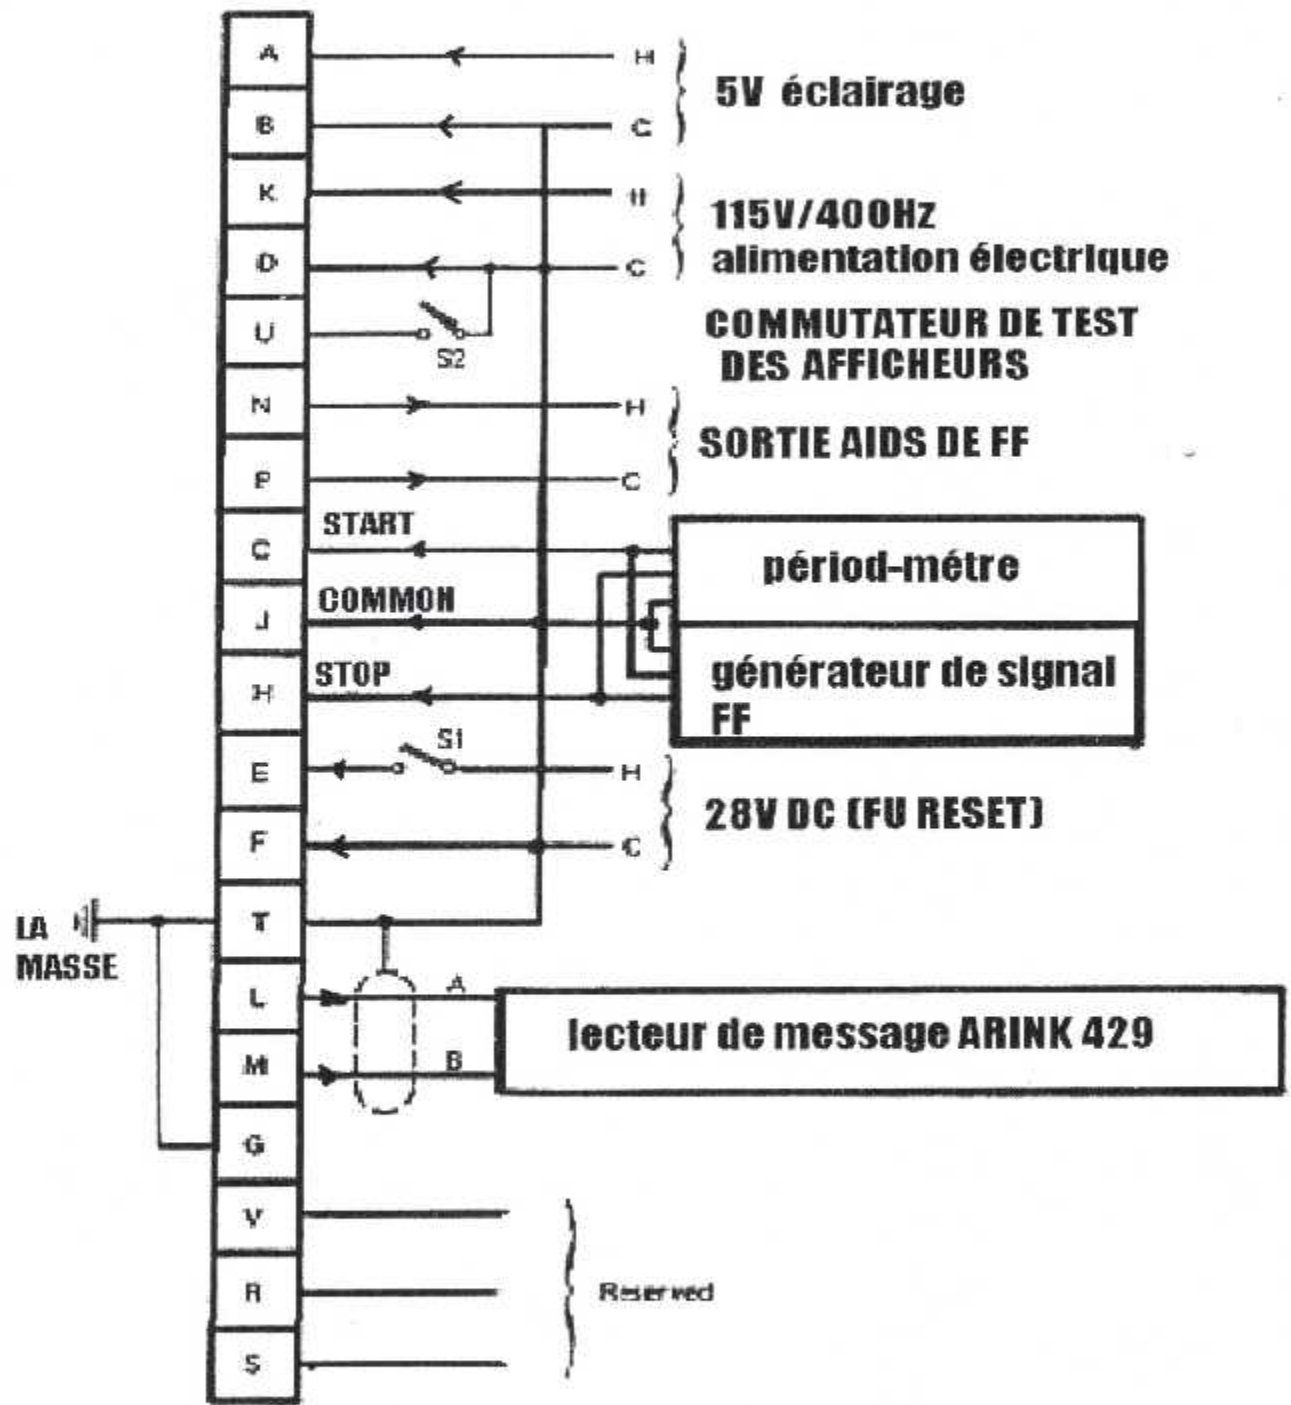 A
H
5V éclairage
B
C
K
H
115V/400Hz
D
C
alimentation électrique
U
S2
COMMUTATEUR DE TEST
DES AFFICHEURS
N
H
SORTIE AIDS DE FF
P
C
START
C
périod-métre
COMMON
J
STOP
H
générateur de signal
FF
S1
E
H
28V DC (FU RESET)
F
C
LA
MASSE
T
L
A
lecteur de message ARINK 429
M
B
G
V
R
Reserved
S